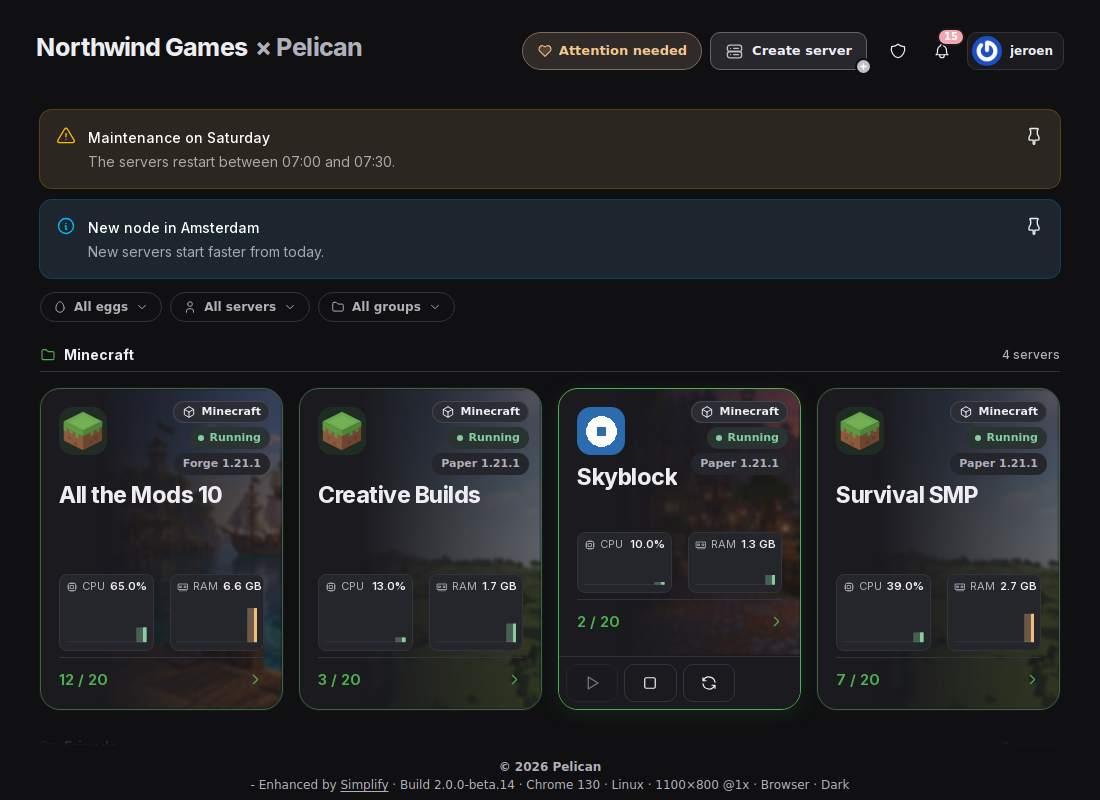 Northwind Games × Pelican
Attention needed
Create server
15
jeroen
Maintenance on Saturday
The servers restart between 07:00 and 07:30.
New node in Amsterdam
New servers start faster from today.
All eggs
All servers
All groups
Minecraft
4 servers
Minecraft
Running
Forge 1.21.1
All the Mods 10
CPU 65.0%
RAM 6.6 GB
12 / 20
Minecraft
Running
Paper 1.21.1
Creative Builds
CPU 13.0%
RAM 1.7 GB
3 / 20
Minecraft
Running
Paper 1.21.1
Skyblock
CPU 10.0%
RAM 1.3 GB
2 / 20
Minecraft
Running
Paper 1.21.1
Survival SMP
CPU 39.0%
RAM 2.7 GB
7 / 20
© 2026 Pelican
- Enhanced by Simplify · Build 2.0.0-beta.14 · Chrome 130 · Linux · 1100×800 @1x · Browser · Dark